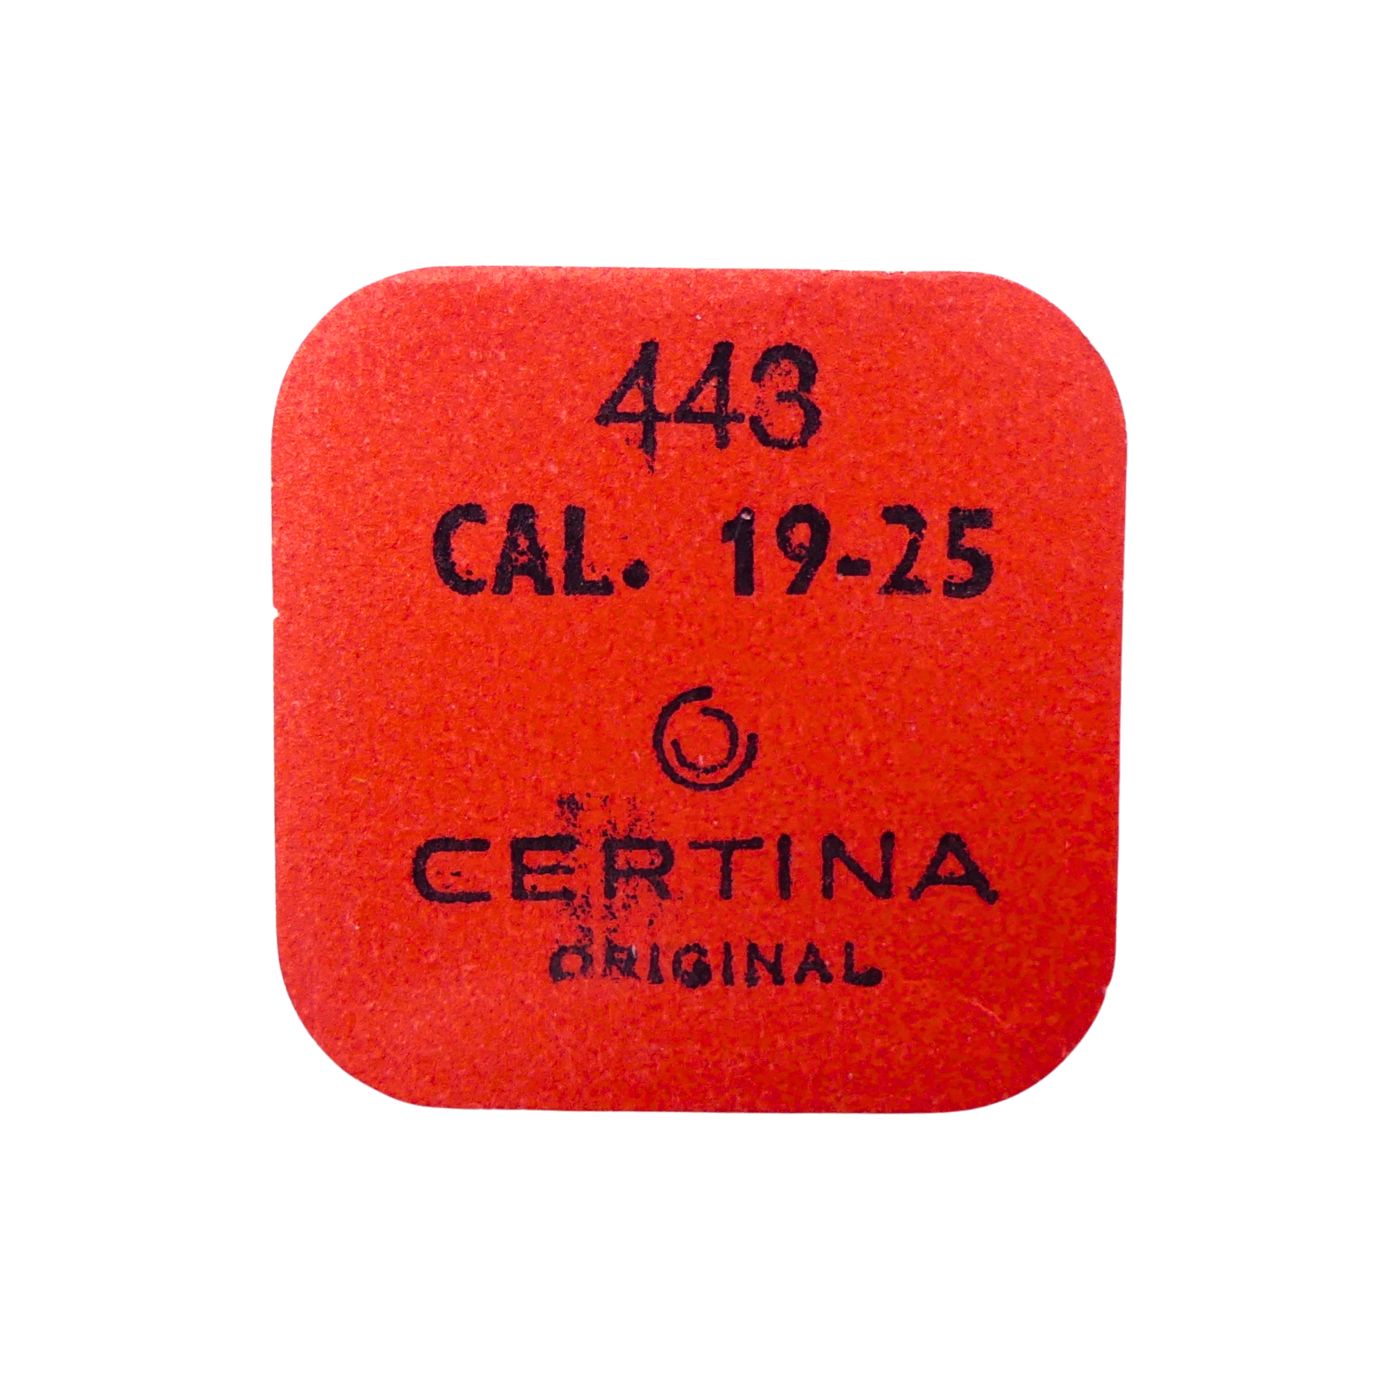 443
CAL. 19-25
CERTINA
ORIGINAL